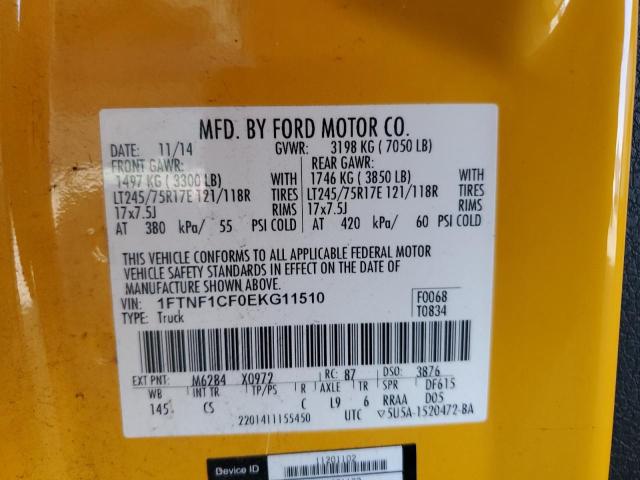 MFD. BY FORD MOTOR CO.
DATE: 11/14 GVWR: 3198 KG ( 7050 LB)
FRONT GAWR: REAR GAWR:
1497 KG ( 3300 LB) WITH 1746 KG ( 3850 LB) WITH
LT245/75R17E 121/118R TIRES LT245/75R17E 121/118R TIRES
17x7.5J RIMS 17x7.5J RIMS
AT 380 kPa/ 55 PSI COLD AT 420 kPa/ 60 PSI COLD
THIS VEHICLE CONFORMS TO ALL APPLICABLE FEDERAL MOTOR
VEHICLE SAFETY STANDARDS IN EFFECT ON THE DATE OF
MANUFACTURE SHOWN ABOVE.
VIN: 1FTNF1CF0EKG11510 F0068
TYPE: Truck T0834
EXT PNT: M6284 X0972 RC: 87 DSO: 3876
WB INT TR TP/PS R AXLE TR SPR DF615
145 CS C L9 6 RRAA D05
2201411155450 UTC ▽5U5A-1520472-BA
Device ID 11201102